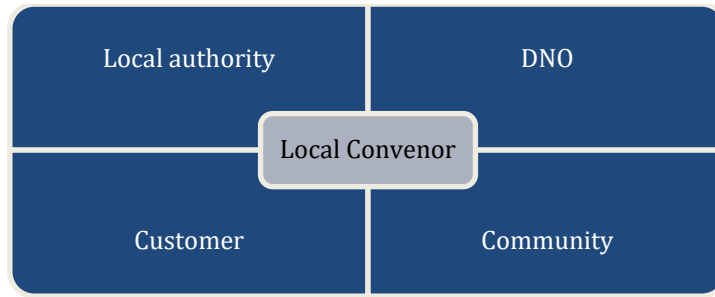 Local authority
DNO
Local Convenor
Customer
Community